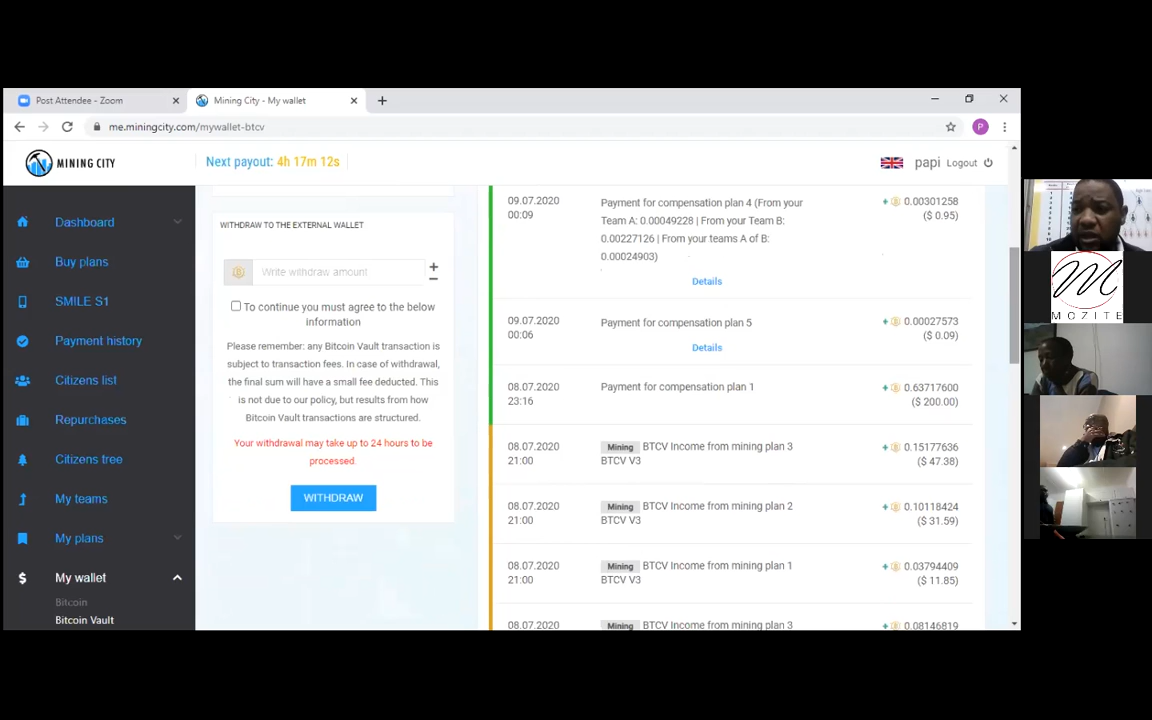 Post Attendee - Zoom
Mining City - My wallet
me.miningcity.com/mywallet-btcv
P
MINING CITY
Next payout: 4h 17m 12s
papi Logout
Dashboard
Buy plans
SMILE S1
Payment history
Citizens list
Repurchases
Citizens tree
My teams
My plans
$ My wallet
Bitcoin
Bitcoin Vault
WITHDRAW TO THE EXTERNAL WALLET
Write withdraw amount
To continue you must agree to the below
information
Please remember: any Bitcoin Vault transaction is
subject to transaction fees. In case of withdrawal,
the final sum will have a small fee deducted. This
is not due to our policy, but results from how
Bitcoin Vault transactions are structured.
Your withdrawal may take up to 24 hours to be
processed.
WITHDRAW
09.07.2020
00:09
Payment for compensation plan 4 (From your
Team A: 0.00049228 | From your Team B:
0.00227126 | From your teams A of B:
0.00024903)
Details
+ 0.00301258
($ 0.95)
09.07.2020
00:06
Payment for compensation plan 5
Details
+ 0.00027573
($ 0.09)
08.07.2020
23:16
Payment for compensation plan 1
+ 0.63717600
($ 200.00)
08.07.2020
21:00
Mining BTCV Income from mining plan 3
BTCV V3
+ 0.15177636
($ 47.38)
08.07.2020
21:00
Mining BTCV Income from mining plan 2
BTCV V3
+ 0.10118424
($ 31.59)
08.07.2020
21:00
Mining BTCV Income from mining plan 1
BTCV V3
+ 0.03794409
($ 11.85)
08.07.2020
Mining BTCV Income from mining plan 3
+ 0.08146819
M
MOZITE